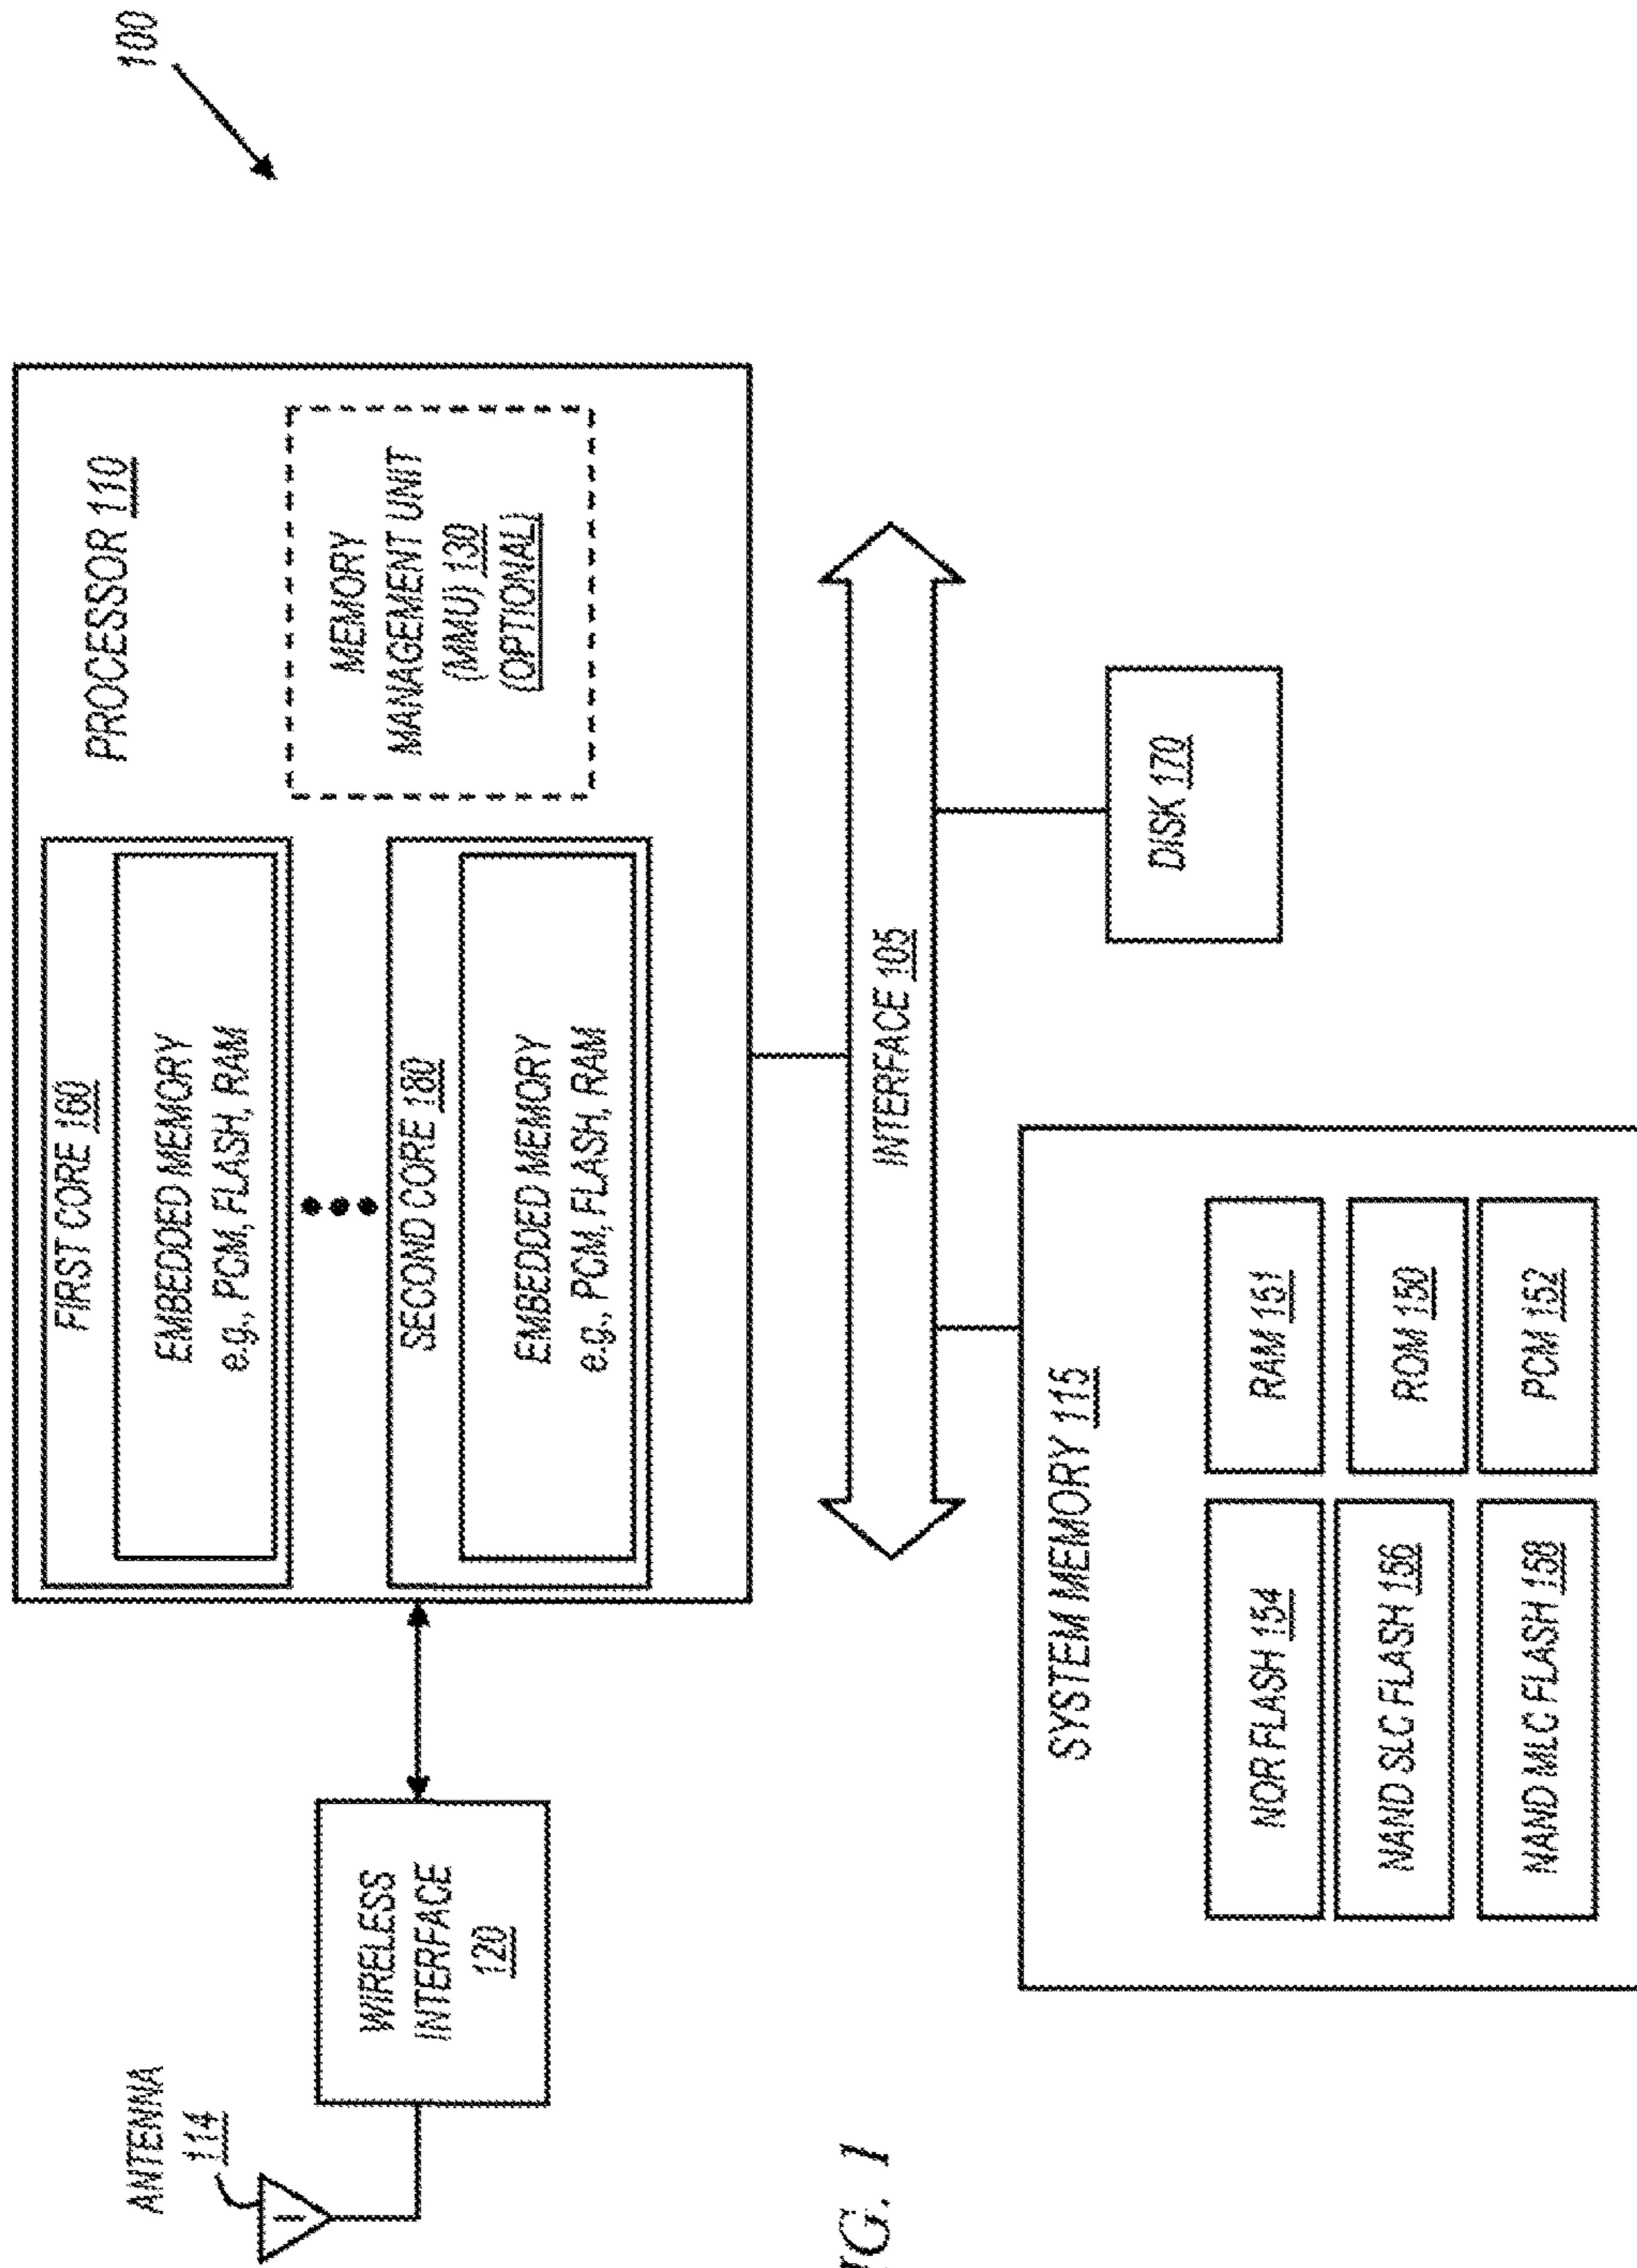 100
PROCESSOR 110
FIRST CORE 160
EMBEDDED MEMORY
e.g., PCM, FLASH, RAM
SECOND CORE 180
EMBEDDED MEMORY
e.g., PCM, FLASH, RAM
MEMORY
MANAGEMENT UNIT
(MMU) 130
(OPTIONAL)
ANTENNA
114
WIRELESS
INTERFACE
120
INTERFACE 105
SYSTEM MEMORY 115
NOR FLASH 154
RAM 151
NAND SLC FLASH 156
ROM 150
NAND MLC FLASH 158
PCM 152
DISK 170
IG. 1